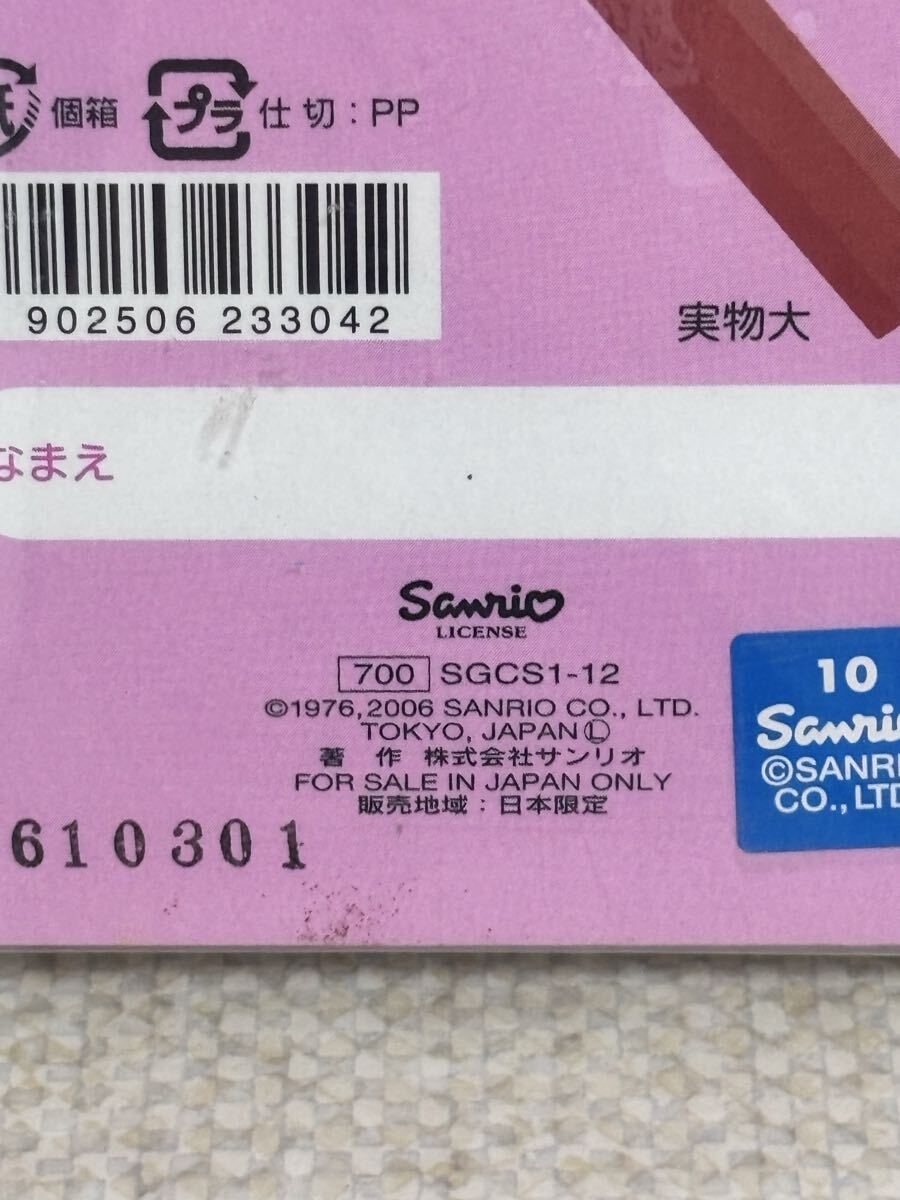 紙 個箱 プラ 仕切：PP
902506 233042
実物大
なまえ
Sanrio
LICENSE
700 SGCS1-12
©1976,2006 SANRIO CO., LTD.
TOKYO, JAPAN Ⓛ
著 作 株式会社サンリオ
FOR SALE IN JAPAN ONLY
販売地域：日本限定
610301
10
Sanrio
©SANRI
CO., LTD